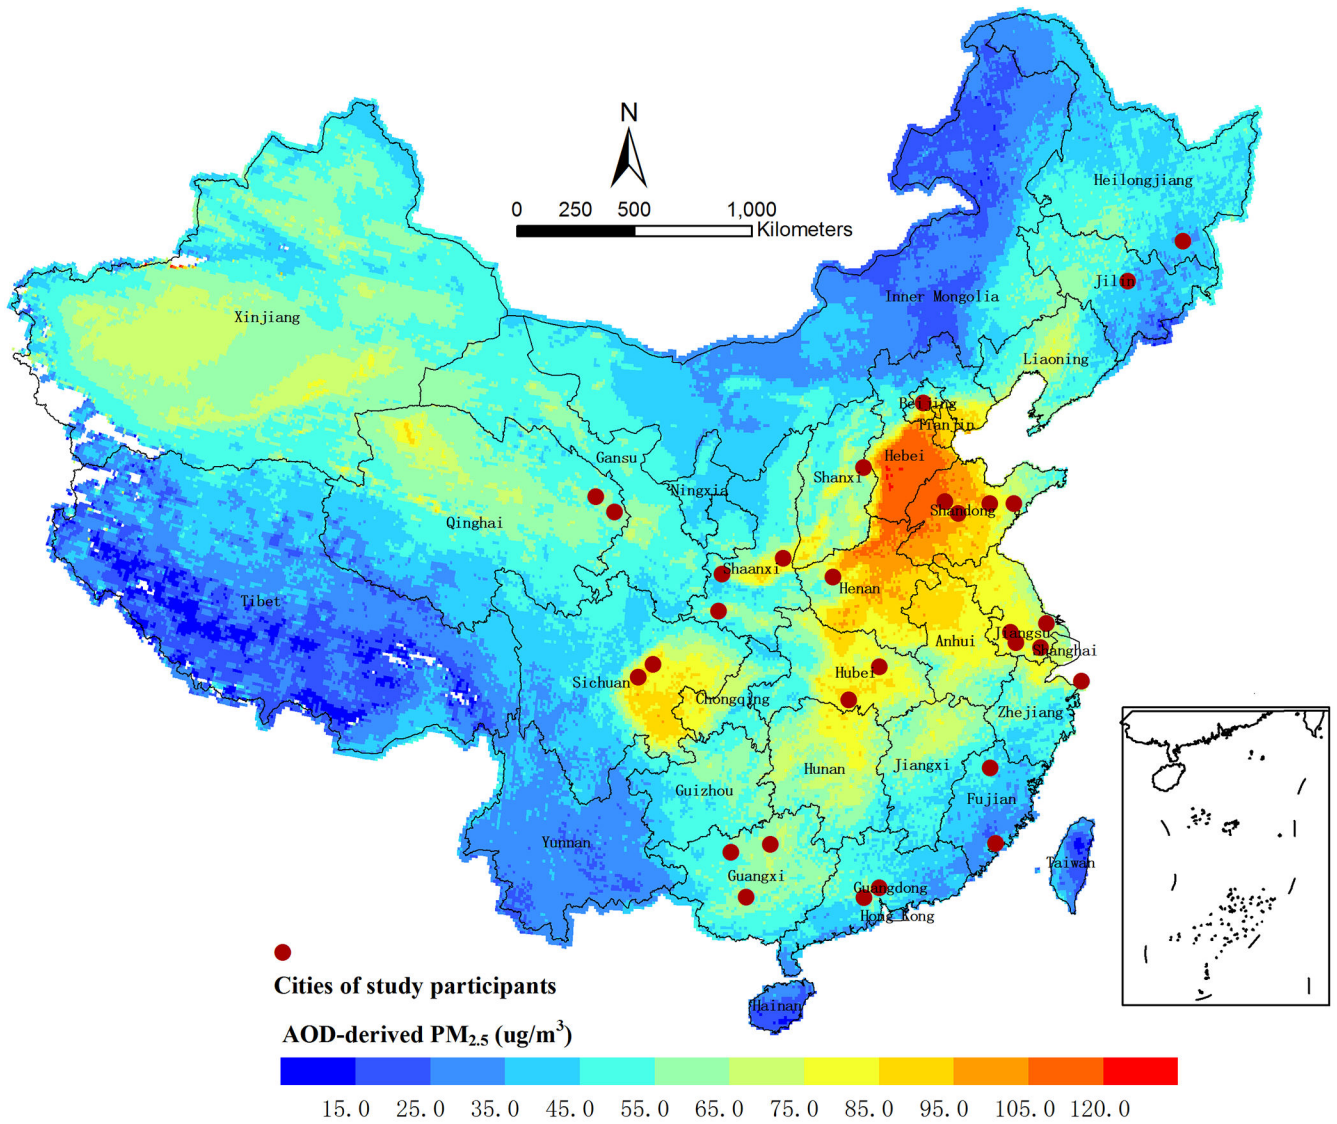 N
0 250 500 1,000
Kilometers
Heilongjiang
Jilin
Inner Mongolia
Xinjiang
Liaoning
Beijing
Tianjin
Hebei
Gansu
Shanxi
Ningxia
Shandong
Qinghai
Shaanxi
Henan
Tibet
Jiangsu
Anhui
Shanghai
Hubei
Sichuan
Chongqing
Zhejiang
Hunan
Jiangxi
Guizhou
Fujian
Yunnan
Taiwan
Guangxi
Guangdong
Hong Kong
Hainan
Cities of study participants
AOD-derived PM2.5 (ug/m3)
15.0 25.0 35.0 45.0 55.0 65.0 75.0 85.0 95.0 105.0 120.0